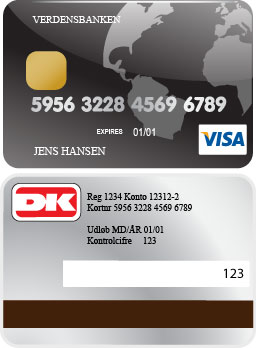 VERDENSBANKEN
5956 3228 4569 6789
EXPIRES 01/01
VISA
JENS HANSEN
DK
Reg 1234 Konto 12312-2
Kortnr 5956 3228 4569 6789
Udløb MD/ÅR 01/01
Kontrolcifre 123
123